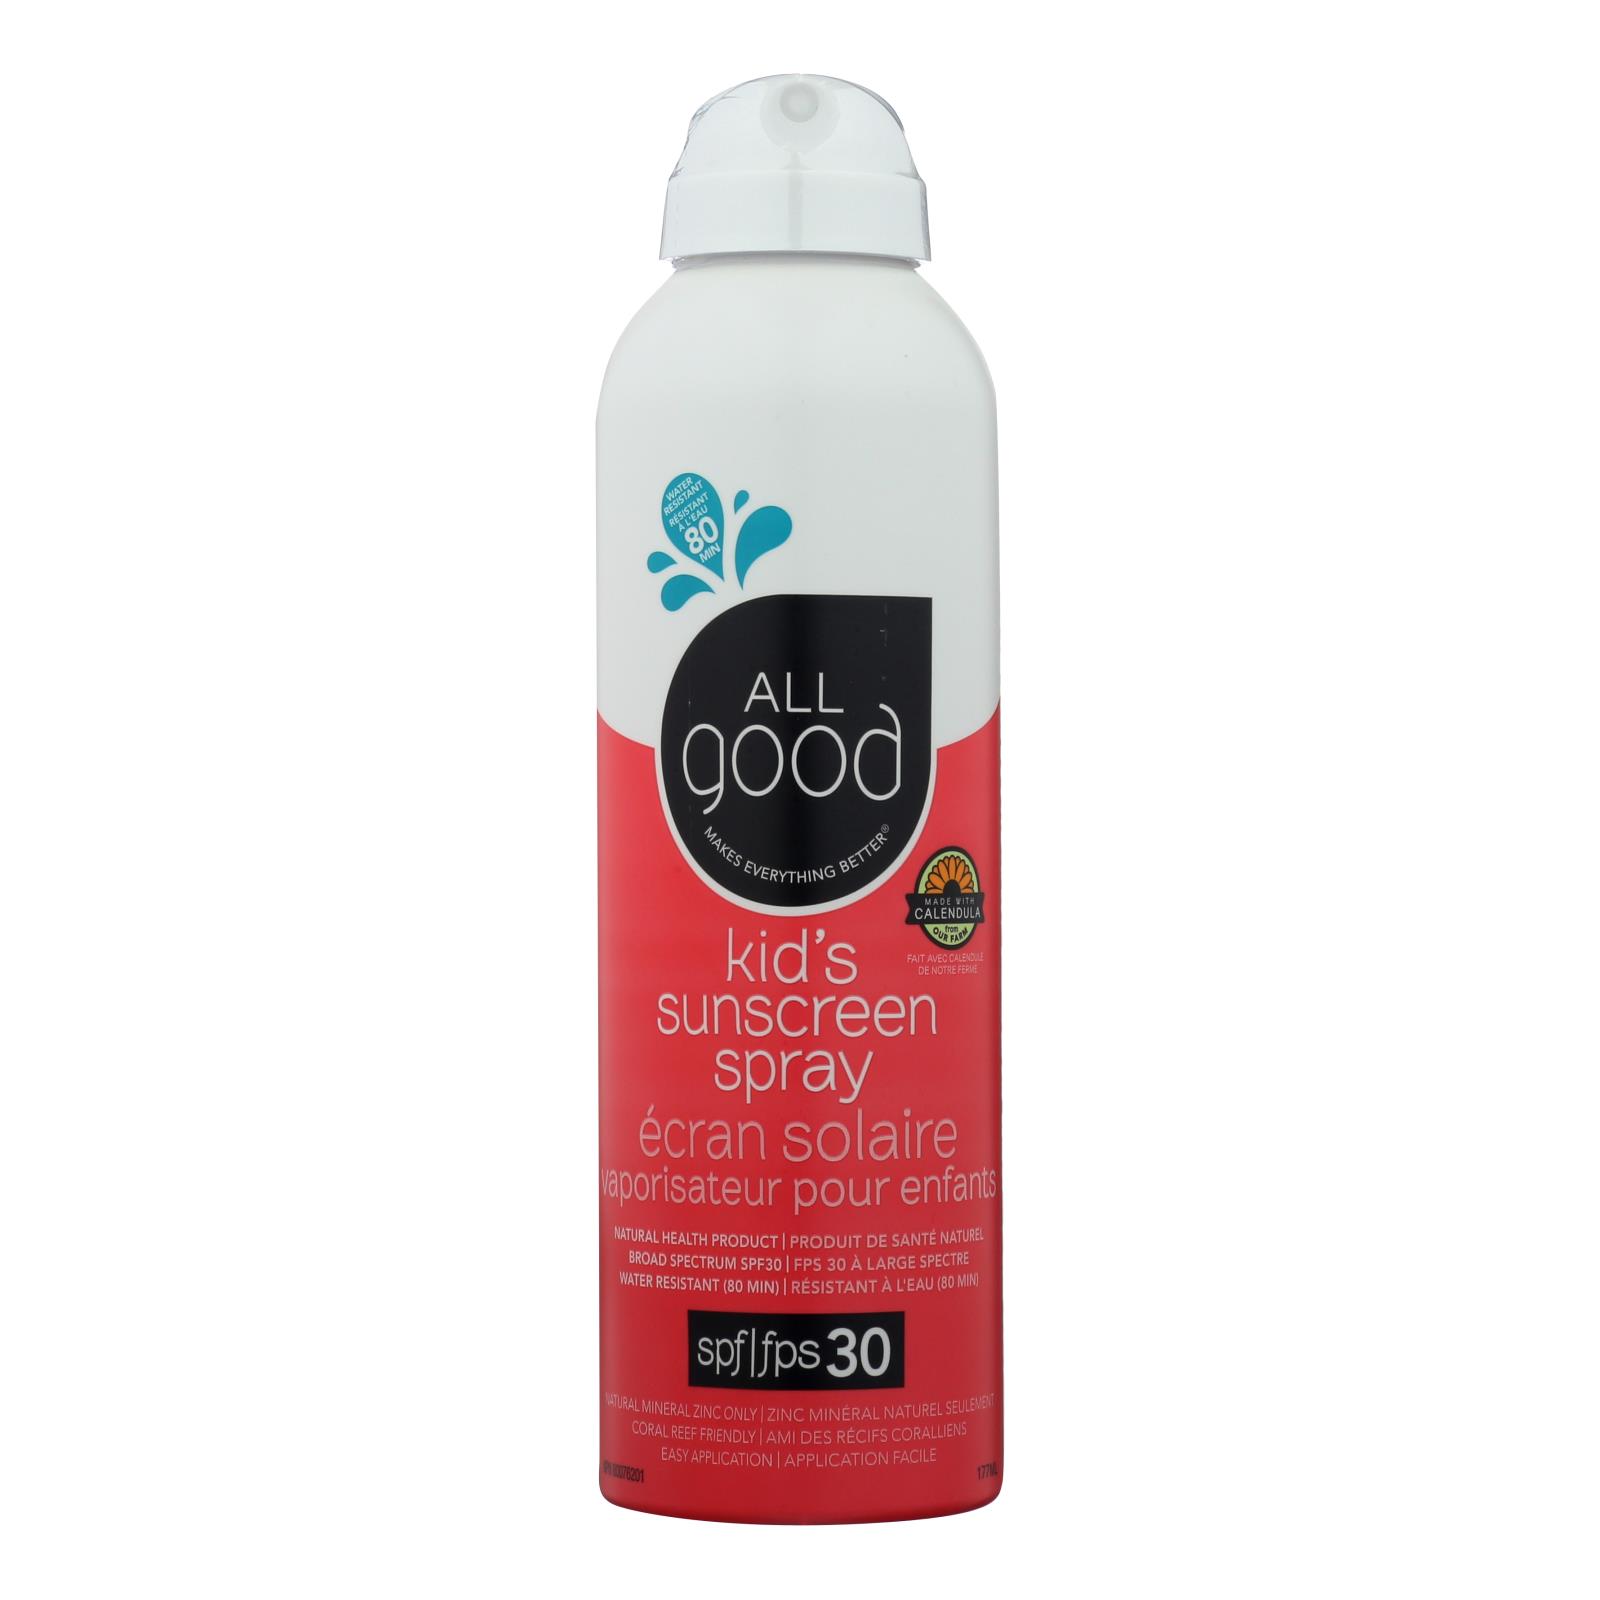 WATER
RESISTANT
RÉSISTANT
À L'EAU
80
MIN
ALL
good
MAKES EVERYTHING BETTER®
MADE WITH
CALENDULA
from
OUR FARM
FAIT AVEC CALENDULE
DE NOTRE FERME
kid's
sunscreen
spray
écran solaire
vaporisateur pour enfants
NATURAL HEALTH PRODUCT | PRODUIT DE SANTÉ NATUREL
BROAD SPECTRUM SPF30 | FPS 30 À LARGE SPECTRE
WATER RESISTANT (80 MIN) | RÉSISTANT À L'EAU (80 MIN)
spf|fps 30
NATURAL MINERAL ZINC ONLY | ZINC MINÉRAL NATUREL SEULEMENT
CORAL REEF FRIENDLY | AMI DES RÉCIFS CORALLIENS
EASY APPLICATION | APPLICATION FACILE
NPN 80076201
177ML